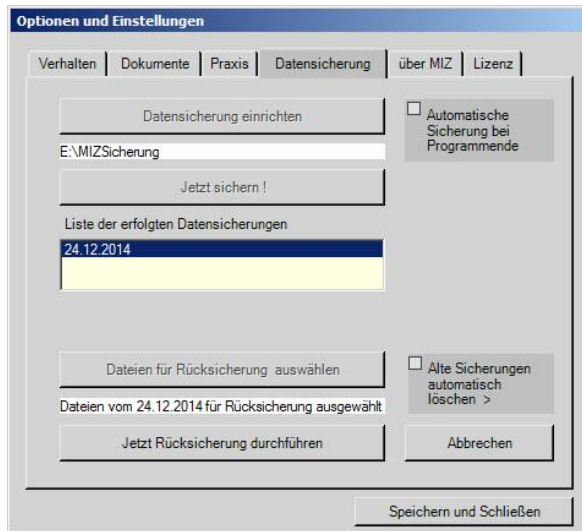 Optionen und Einstellungen
Verhalten
Dokumente
Praxis
Datensicherung
über MIZ
Lizenz
Datensicherung einrichten
Automatische
Sicherung bei
Programmende
E:\MIZSicherung
Jetzt sichern !
Liste der erfolgten Datensicherungen
24.12.2014
Dateien für Rücksicherung auswählen
Alte Sicherungen
automatisch
löschen >
Dateien vom 24.12.2014 für Rücksicherung ausgewählt
Jetzt Rücksicherung durchführen
Abbrechen
Speichern und Schließen